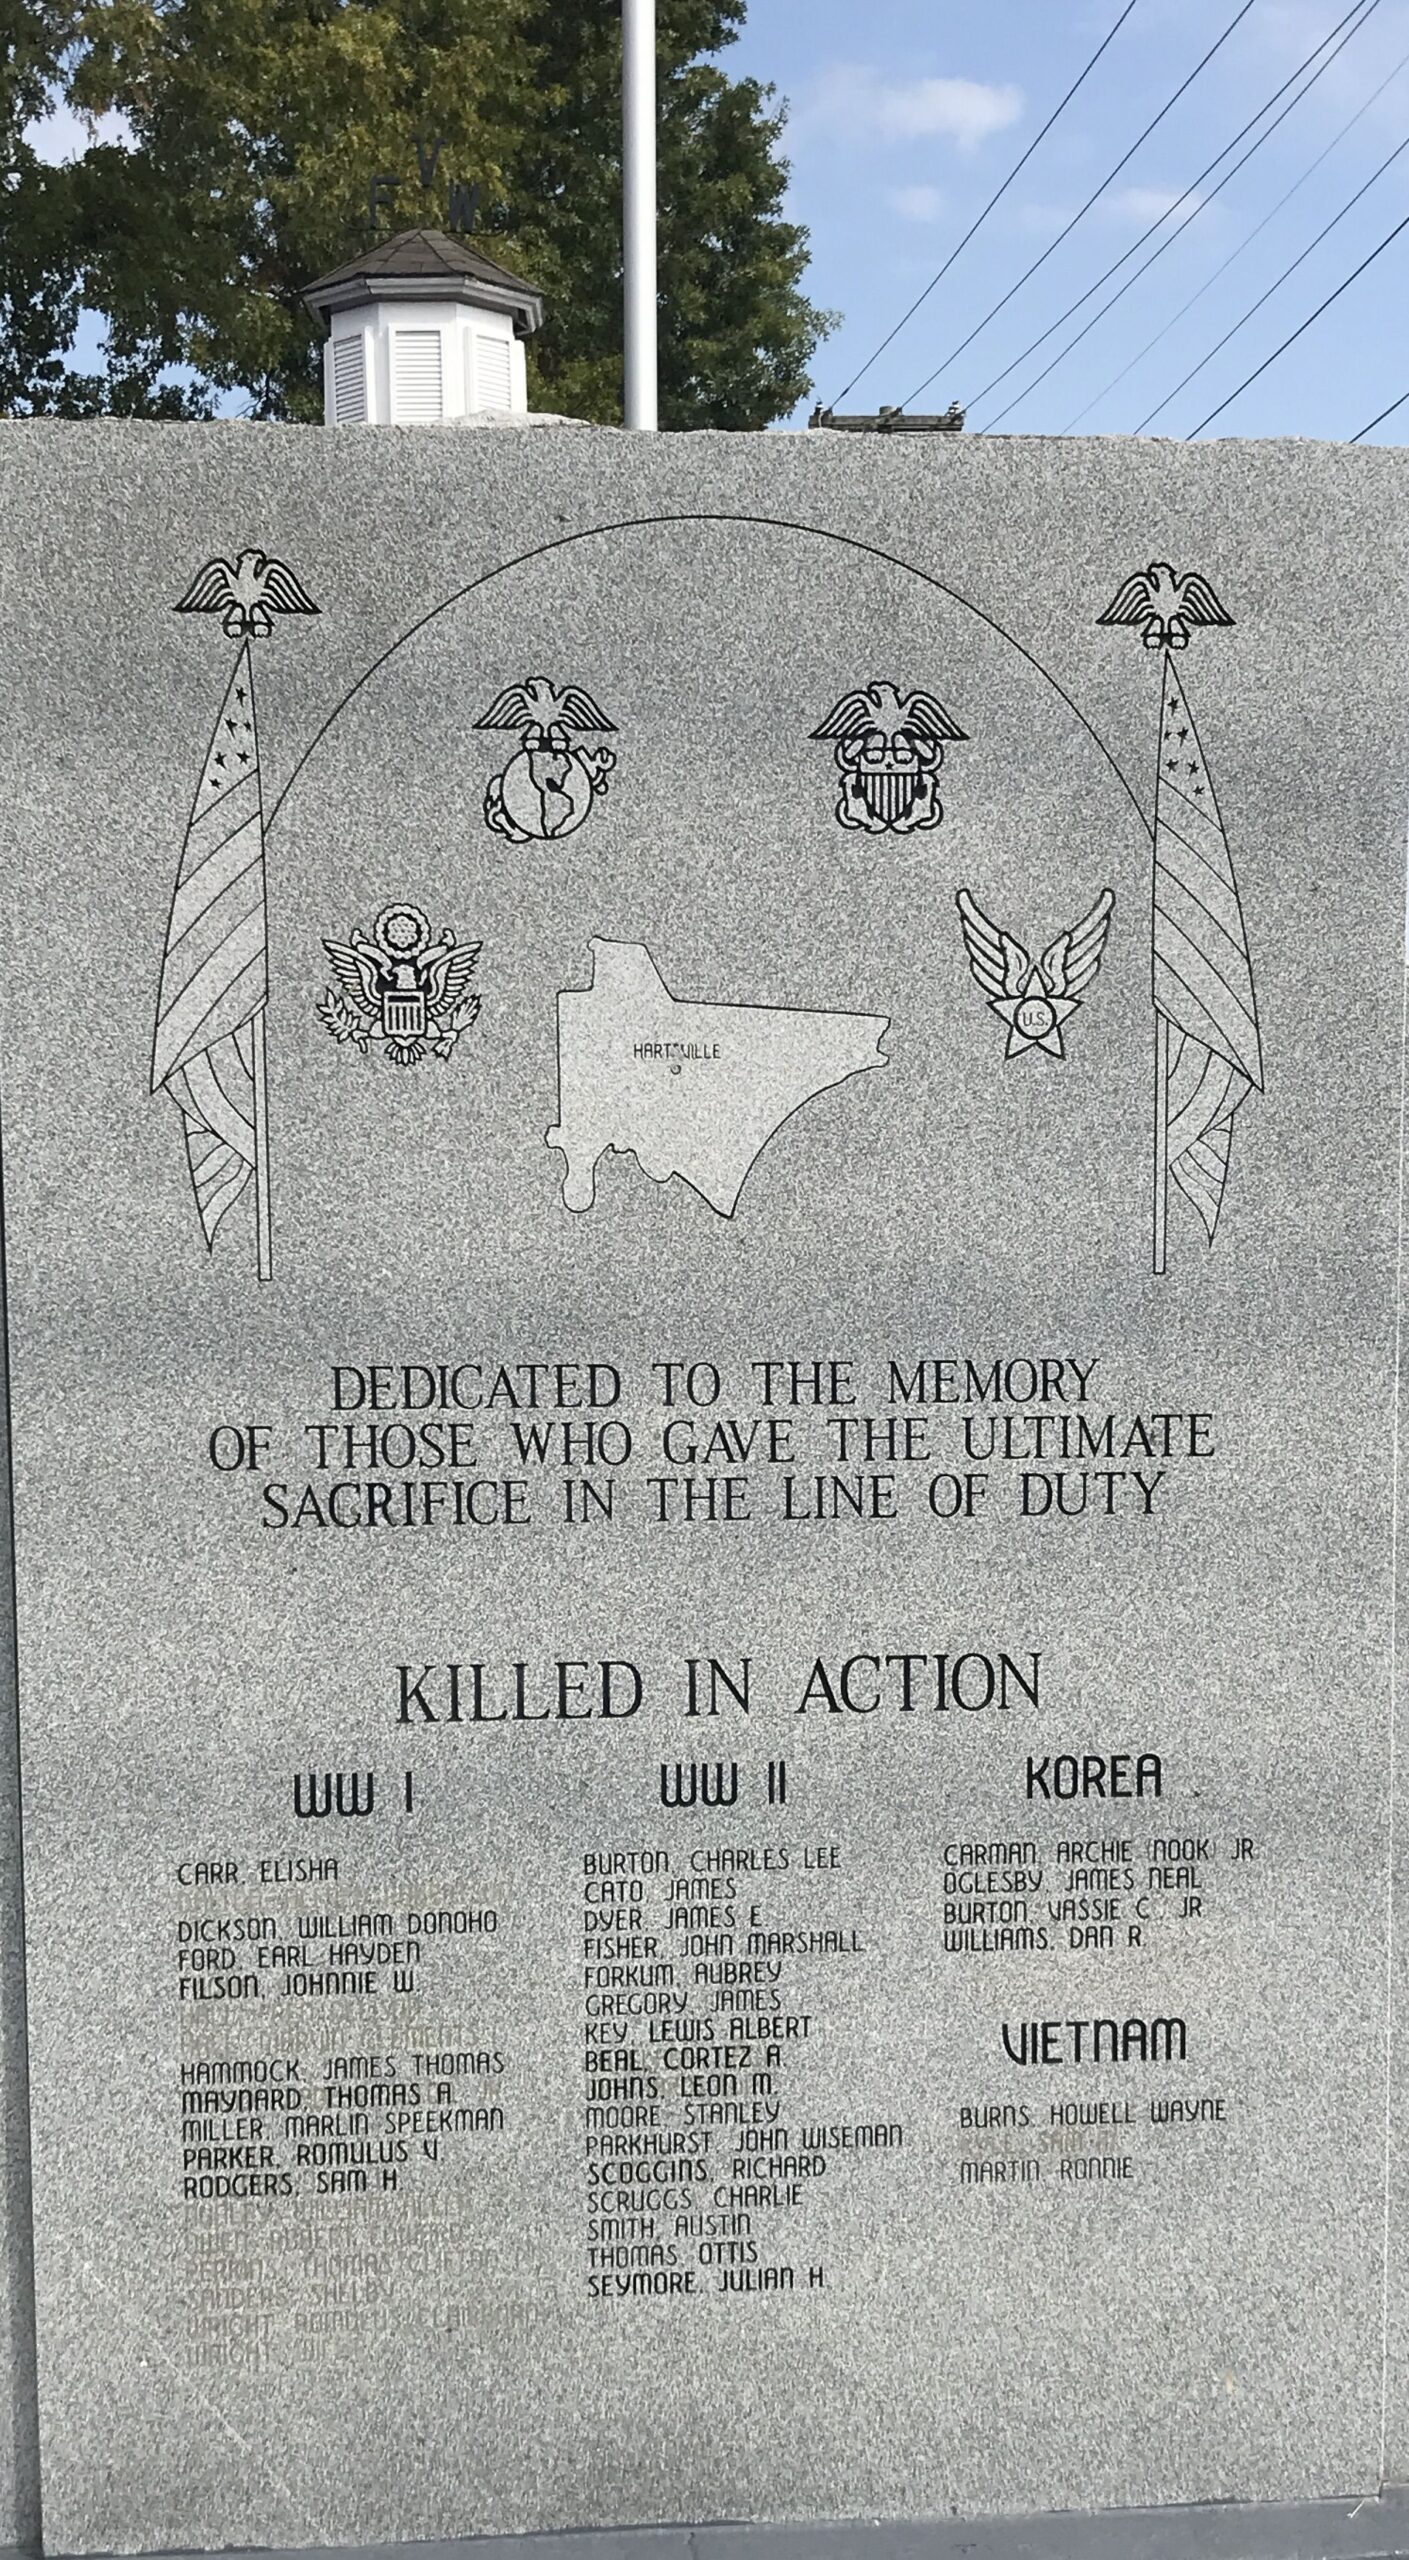 V
F W
U.S.
HARTSVILLE
DEDICATED TO THE MEMORY
OF THOSE WHO GAVE THE ULTIMATE
SACRIFICE IN THE LINE OF DUTY
KILLED IN ACTION
WW I
CARR, ELISHA
DICKSON, WILLIAM DONOHO
FORD, EARL HAYDEN
FILSON, JOHNNIE W.
HAMMOCK, JAMES THOMAS
MAYNARD, THOMAS A.
MILLER, MARLIN SPEEKMAN
PARKER, ROMULUS V.
RODGERS, SAM H.
SANDERS, SHELBY
WRIGHT
WRIGHT
WW II
BURTON, CHARLES LEE
CATO, JAMES
DYER, JAMES E.
FISHER, JOHN MARSHALL
FORKUM, AUBREY
GREGORY, JAMES
KEY, LEWIS ALBERT
BEAL, CORTEZ A.
JOHNS, LEON M.
MOORE, STANLEY
PARKHURST, JOHN WISEMAN
SCOGGINS, RICHARD
SCRUGGS, CHARLIE
SMITH, AUSTIN
THOMAS, OTTIS
SEYMORE, JULIAN H.
KOREA
CARMAN, ARCHIE (NOOK) JR.
OGLESBY, JAMES NEAL
BURTON, VASSIE C., JR.
WILLIAMS, DAN R.
VIETNAM
BURNS, HOWELL WAYNE
MARTIN, RONNIE